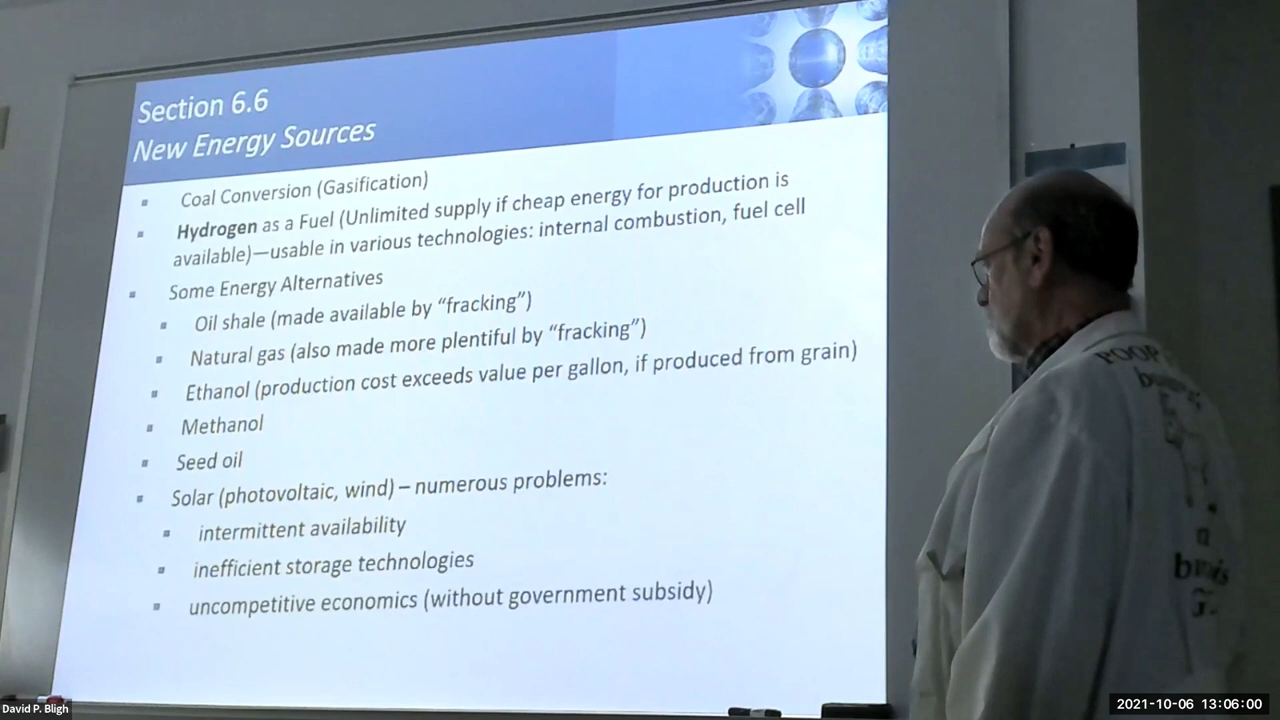 Section 6.6
New Energy Sources
▪ Coal Conversion (Gasification)
▪ Hydrogen as a Fuel (Unlimited supply if cheap energy for production is
available)—usable in various technologies: internal combustion, fuel cell
▪ Some Energy Alternatives
▪ Oil shale (made available by “fracking”)
▪ Natural gas (also made more plentiful by “fracking”)
▪ Ethanol (production cost exceeds value per gallon, if produced from grain)
▪ Methanol
▪ Seed oil
▪ Solar (photovoltaic, wind) – numerous problems:
▪ intermittent availability
▪ inefficient storage technologies
▪ uncompetitive economics (without government subsidy)
POOP
David P. Bligh
2021-10-06 13:06:00